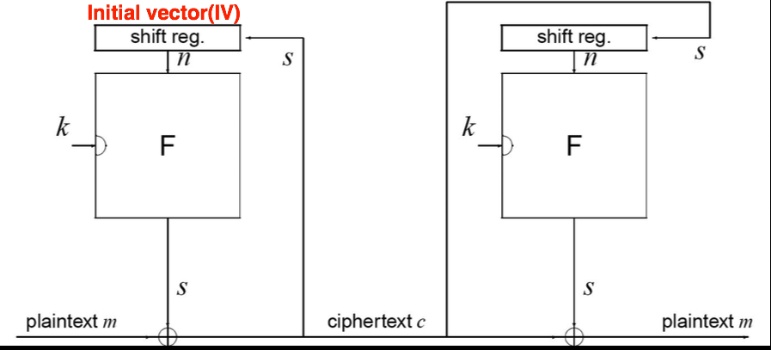 Initial vector(IV)
shift reg.
n
s
k
F
s
plaintext m
ciphertext c
shift reg.
n
s
k
F
s
plaintext m